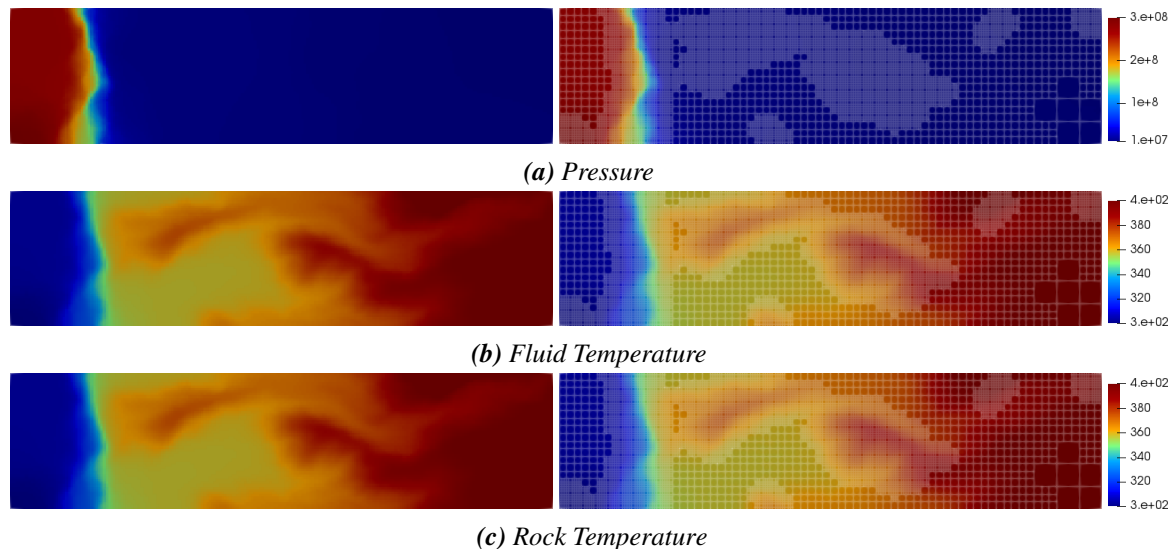 3.e+08
2e+8
1e+8
1.e+07
(a) Pressure
4.e+02
380
360
340
320
3.e+02
(b) Fluid Temperature
4.e+02
380
360
340
320
3.e+02
(c) Rock Temperature